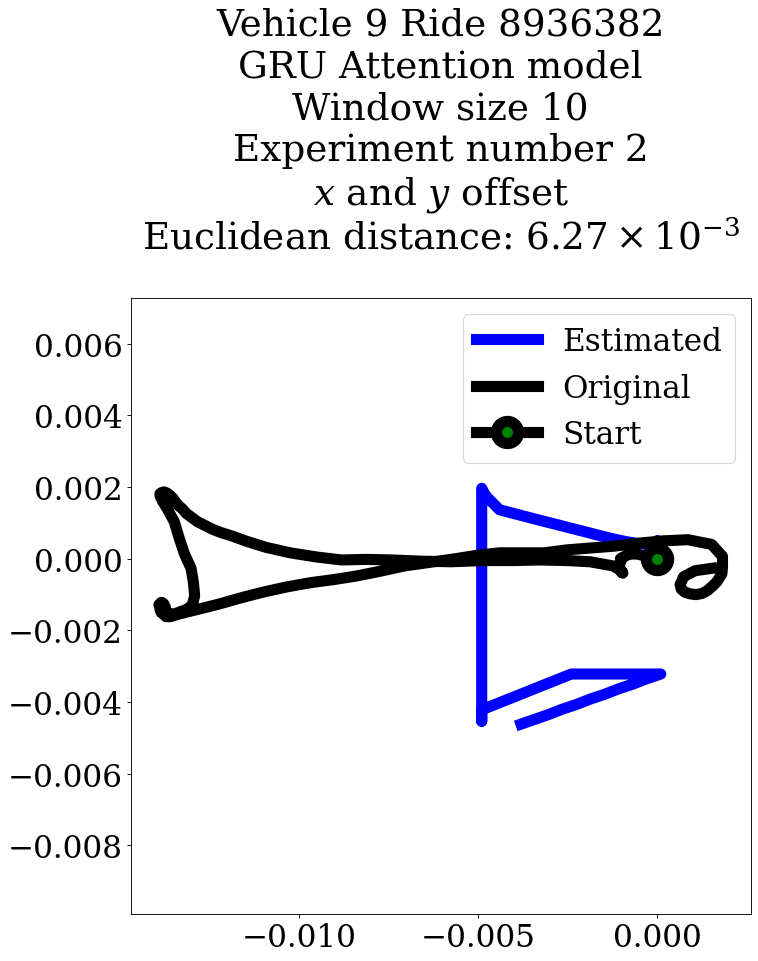 Vehicle 9 Ride 8936382
GRU Attention model
Window size 10
Experiment number 2
x and y offset
Euclidean distance: 6.27 × 10⁻³
Estimated
Original
Start
0.006
0.004
0.002
0.000
−0.002
−0.004
−0.006
−0.008
−0.010
−0.005
0.000